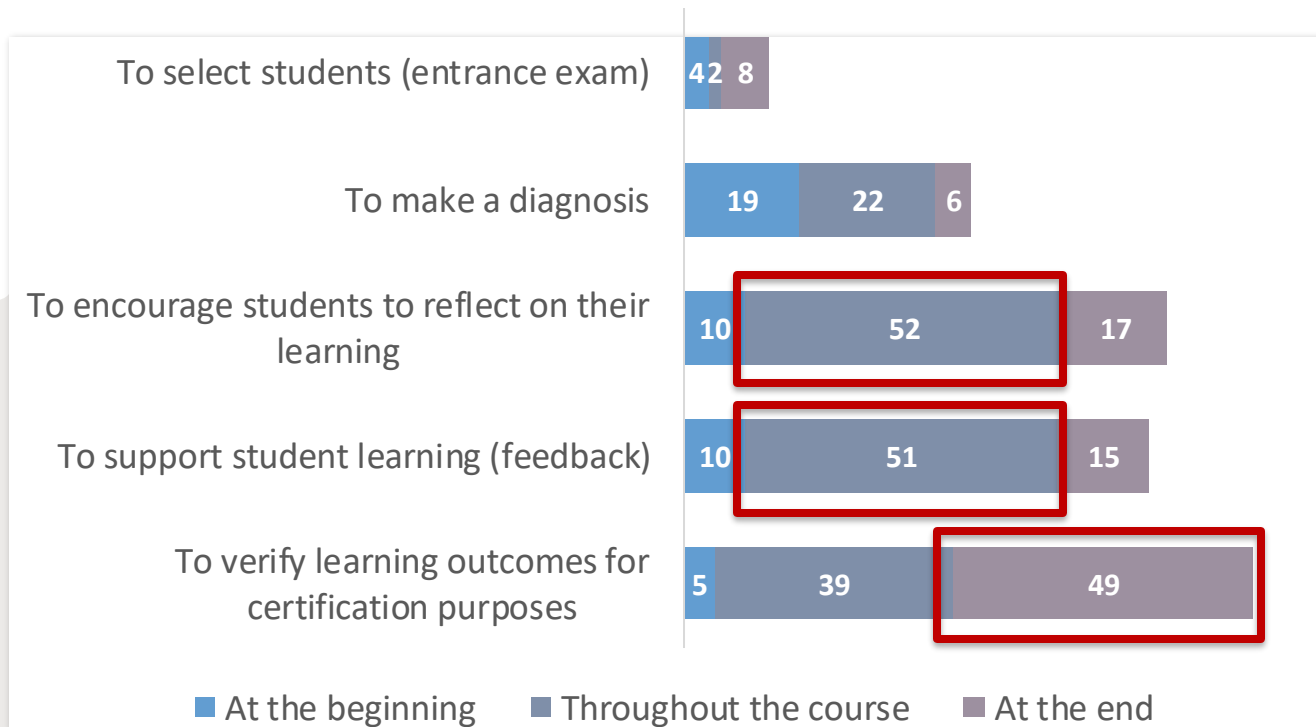 To select students (entrance exam)
4 2 8
To make a diagnosis
19 22 6
To encourage students to reflect on their
learning
10 52 17
To support student learning (feedback)
10 51 15
To verify learning outcomes for
certification purposes
5 39 49
At the beginning Throughout the course At the end